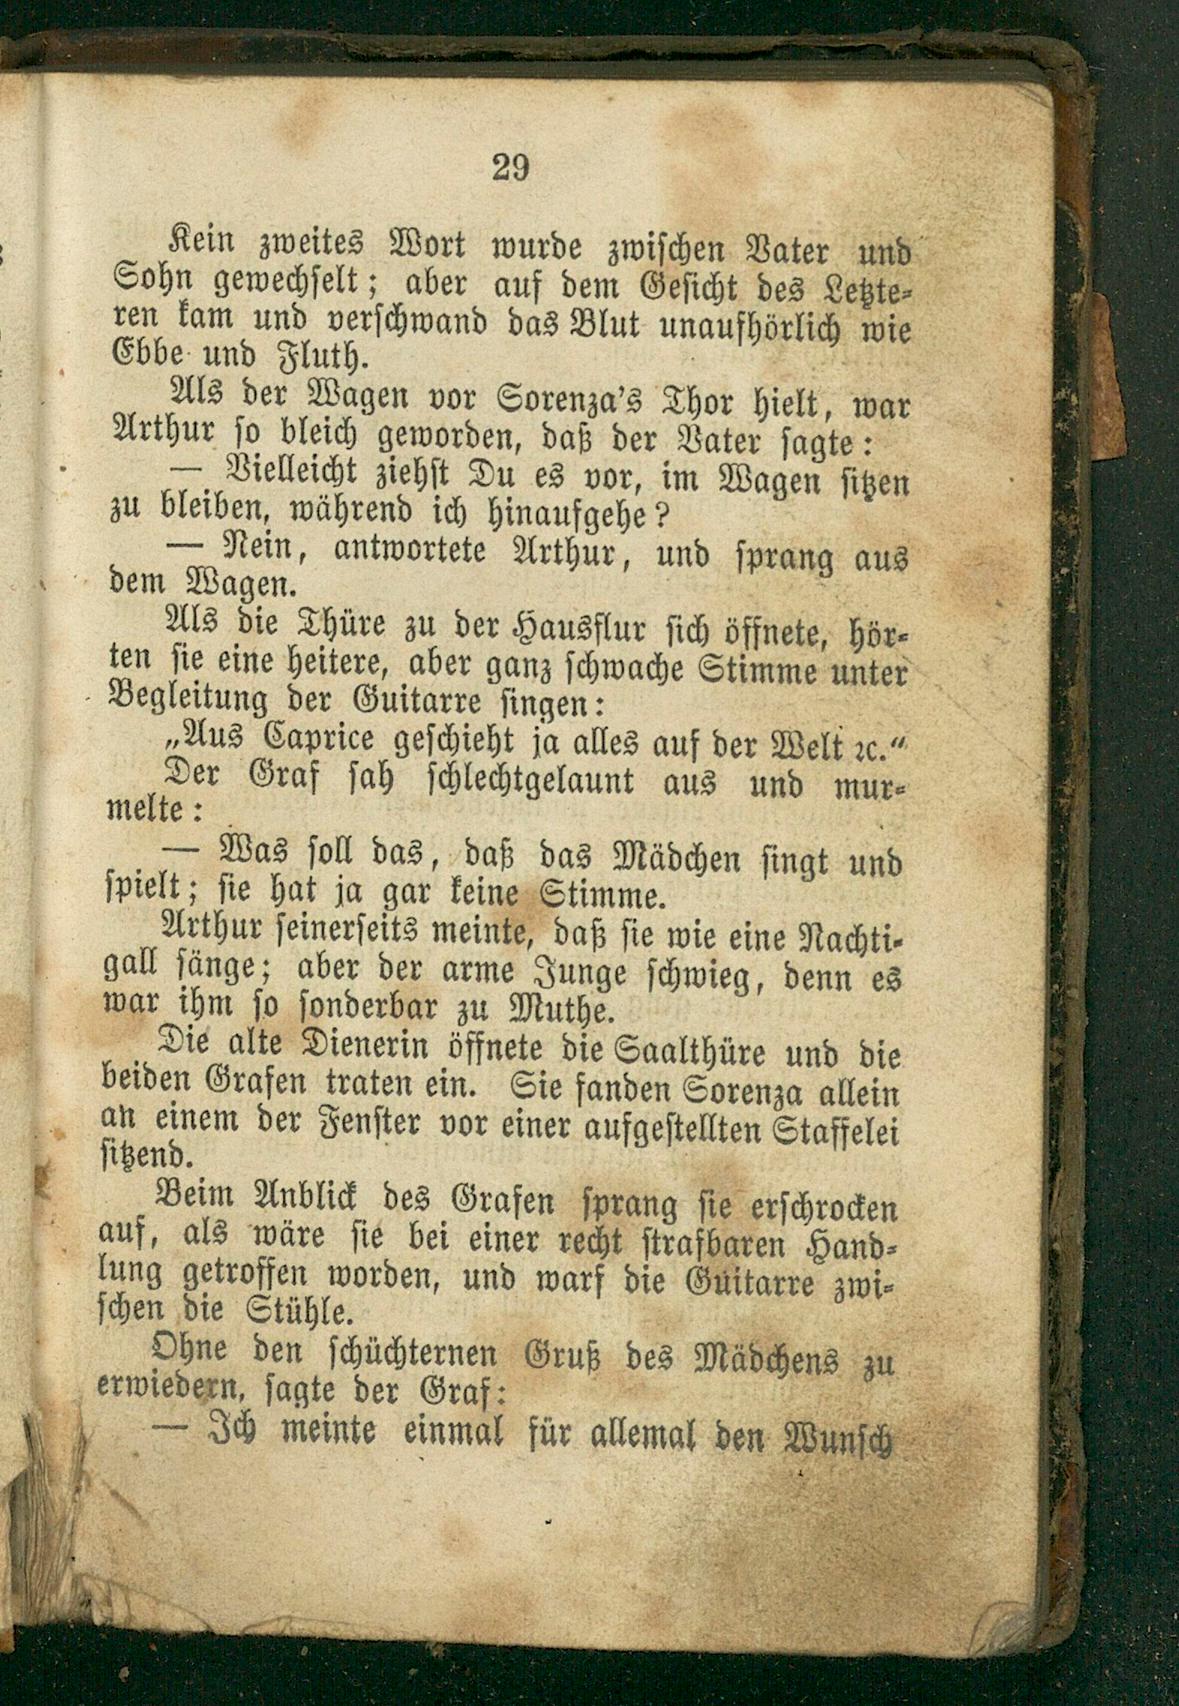 29
Kein zweites Wort wurde zwischen Vater und
Sohn gewechselt; aber auf dem Gesicht des Letzte-
ren kam und verschwand das Blut unaufhörlich wie
Ebbe und Fluth.
Als der Wagen vor Sorenza's Thor hielt, war
Arthur so bleich geworden, daß der Vater sagte:
— Vielleicht ziehst Du es vor, im Wagen sitzen
zu bleiben, während ich hinaufgehe?
— Nein, antwortete Arthur, und sprang aus
dem Wagen.
Als die Thüre zu der Hausflur sich öffnete, hör-
ten sie eine heitere, aber ganz schwache Stimme unter
Begleitung der Guitarre singen:
„Aus Caprice geschieht ja alles auf der Welt ꝛc.“
Der Graf sah schlechtgelaunt aus und mur-
melte:
— Was soll das, daß das Mädchen singt und
spielt; sie hat ja gar keine Stimme.
Arthur seinerseits meinte, daß sie wie eine Nachti-
gall sänge; aber der arme Junge schwieg, denn es
war ihm so sonderbar zu Muthe.
Die alte Dienerin öffnete die Saalthüre und die
beiden Grafen traten ein. Sie fanden Sorenza allein
an einem der Fenster vor einer aufgestellten Staffelei
sitzend.
Beim Anblick des Grafen sprang sie erschrocken
auf, als wäre sie bei einer recht strafbaren Hand-
lung getroffen worden, und warf die Guitarre zwi-
schen die Stühle.
Ohne den schüchternen Gruß des Mädchens zu
erwiedern, sagte der Graf:
— Ich meinte einmal für allemal den Wunsch